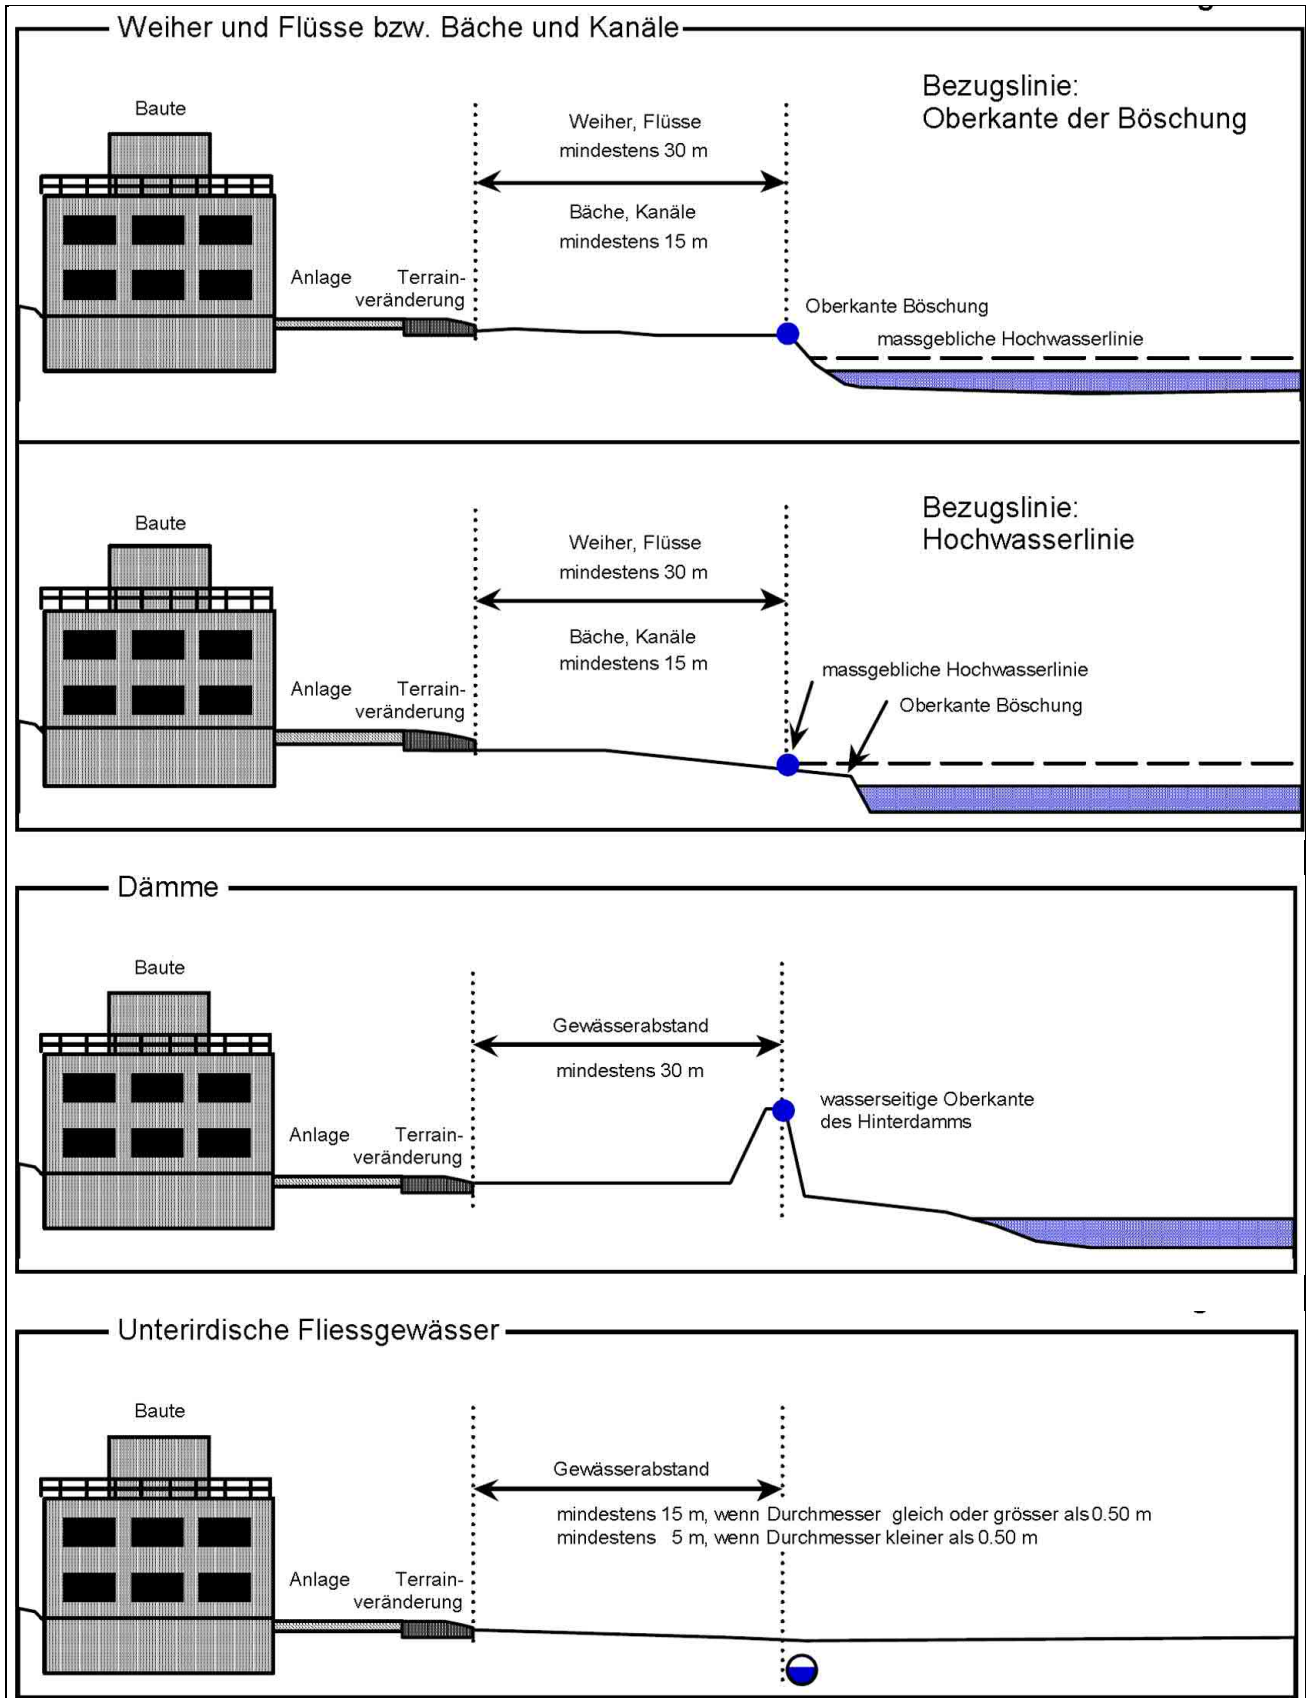 Weiher und Flüsse bzw. Bäche und Kanäle
Bezugslinie:
Oberkante der Böschung
Baute
Weiher, Flüsse
mindestens 30 m
Bäche, Kanäle
mindestens 15 m
Anlage
Terrain-
veränderung
Oberkante Böschung
massgebliche Hochwasserlinie
Bezugslinie:
Hochwasserlinie
Baute
Weiher, Flüsse
mindestens 30 m
Bäche, Kanäle
mindestens 15 m
Anlage
Terrain-
veränderung
massgebliche Hochwasserlinie
Oberkante Böschung
Dämme
Baute
Gewässerabstand
mindestens 30 m
wasserseitige Oberkante
des Hinterdamms
Anlage
Terrain-
veränderung
Unterirdische Fliessgewässer
Baute
Gewässerabstand
mindestens 15 m, wenn Durchmesser gleich oder grösser als 0.50 m
mindestens 5 m, wenn Durchmesser kleiner als 0.50 m
Anlage
Terrain-
veränderung